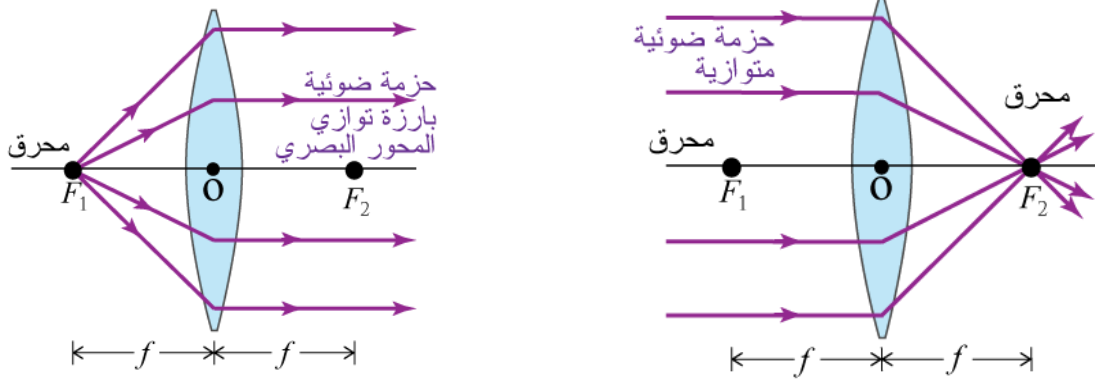 حزمة ضوئية
بارزة توازي
المحور البصري
محرق
F₁
O
F₂
f
f
حزمة ضوئية
متوازية
محرق
محرق
F₁
O
F₂
f
f